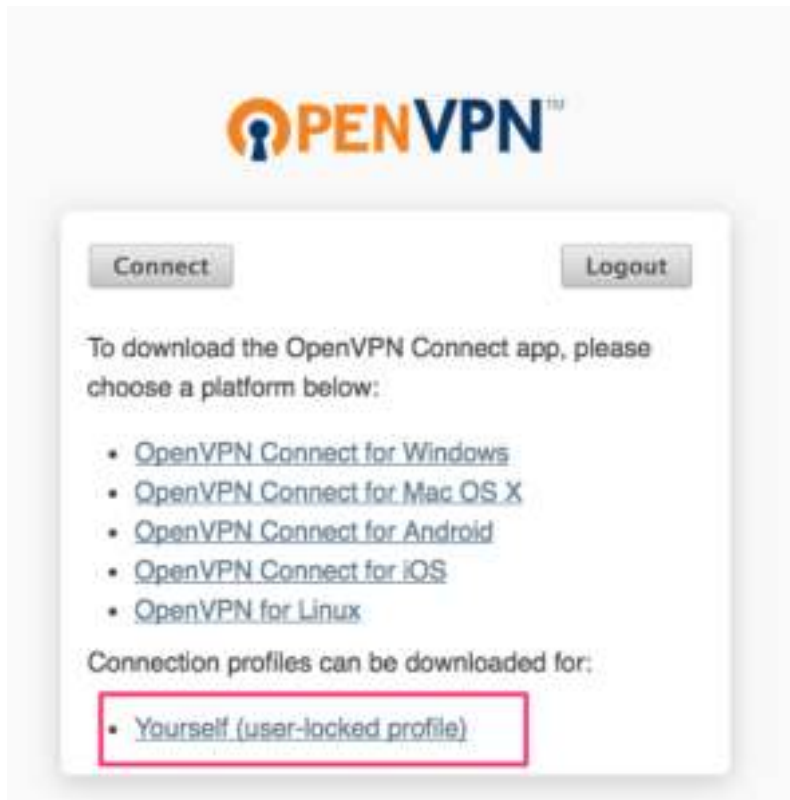 OPENVPN™
Connect
Logout
To download the OpenVPN Connect app, please
choose a platform below:
• OpenVPN Connect for Windows
• OpenVPN Connect for Mac OS X
• OpenVPN Connect for Android
• OpenVPN Connect for iOS
• OpenVPN for Linux
Connection profiles can be downloaded for:
• Yourself (user-locked profile)